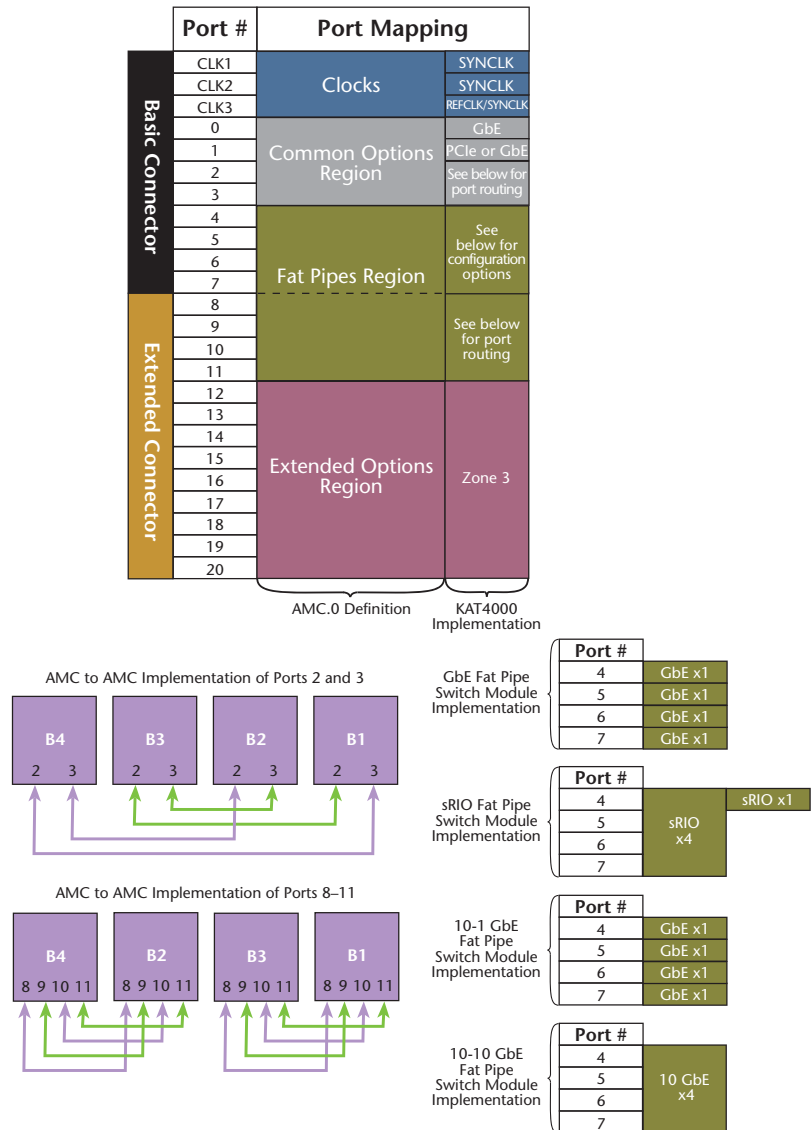 Port #
Port Mapping
Basic Connector
Extended Connector
CLK1
CLK2
CLK3
0
1
2
3
4
5
6
7
8
9
10
11
12
13
14
15
16
17
18
19
20
Clocks
Common Options
Region
Fat Pipes Region
Extended Options
Region
SYNCLK
SYNCLK
REFCLK/SYNCLK
GbE
PCIe or GbE
See below for
port routing
See
below for
configuration
options
See below
for port
routing
Zone 3
AMC.0 Definition
KAT4000
Implementation
AMC to AMC Implementation of Ports 2 and 3
B4
B3
B2
B1
2 3
2 3
2 3
2 3
AMC to AMC Implementation of Ports 8–11
B4
B2
B3
B1
8 9 10 11
8 9 10 11
8 9 10 11
8 9 10 11
GbE Fat Pipe
Switch Module
Implementation
Port #
4 GbE x1
5 GbE x1
6 GbE x1
7 GbE x1
sRIO Fat Pipe
Switch Module
Implementation
Port #
4
5
6
7
sRIO
x4
sRIO x1
10-1 GbE
Fat Pipe
Switch Module
Implementation
Port #
4 GbE x1
5 GbE x1
6 GbE x1
7 GbE x1
10-10 GbE
Fat Pipe
Switch Module
Implementation
Port #
4
5
6
7
10 GbE
x4